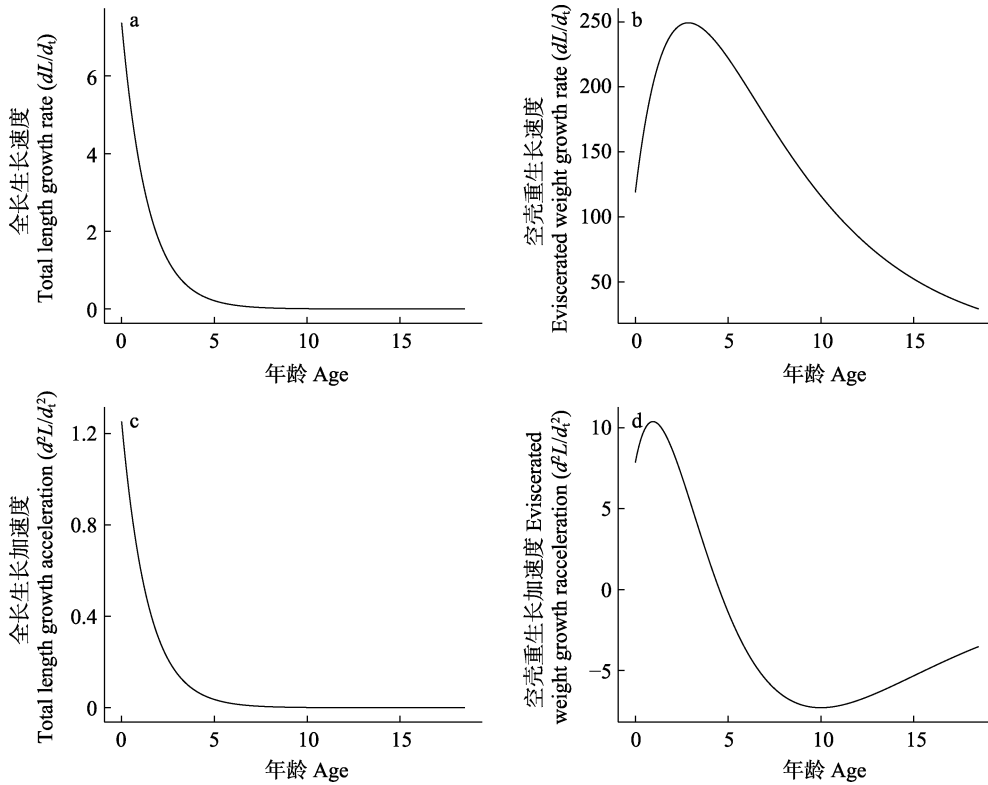 a
全长生长速度
Total length growth rate (dL/dt)
6
4
2
0
0 5 10 15
年龄 Age
b
空壳重生长速度
Eviscerated weight growth rate (dL/dt)
250
200
150
100
50
0 5 10 15
年龄 Age
c
全长生长加速度
Total length growth acceleration (d²L/dt²)
1.2
0.8
0.4
0
0 5 10 15
年龄 Age
d
空壳重生长加速度 Eviscerated
weight growth racceleration (d²L/dt²)
10
5
0
−5
0 5 10 15
年龄 Age